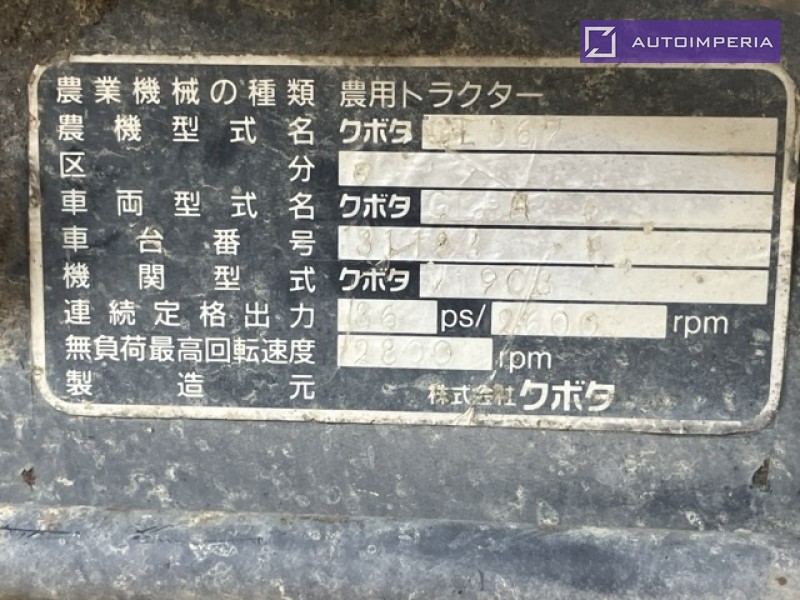 AUTOIMPERIA
農業機械の種類 農用トラクター
農機型式名 クボタ
区分
車両型式名 クボタ
車台番号
機関型式 クボタ
連続定格出力 36 ps/2600 rpm
無負荷最高回転速度 2800 rpm
製造元 株式会社クボタ